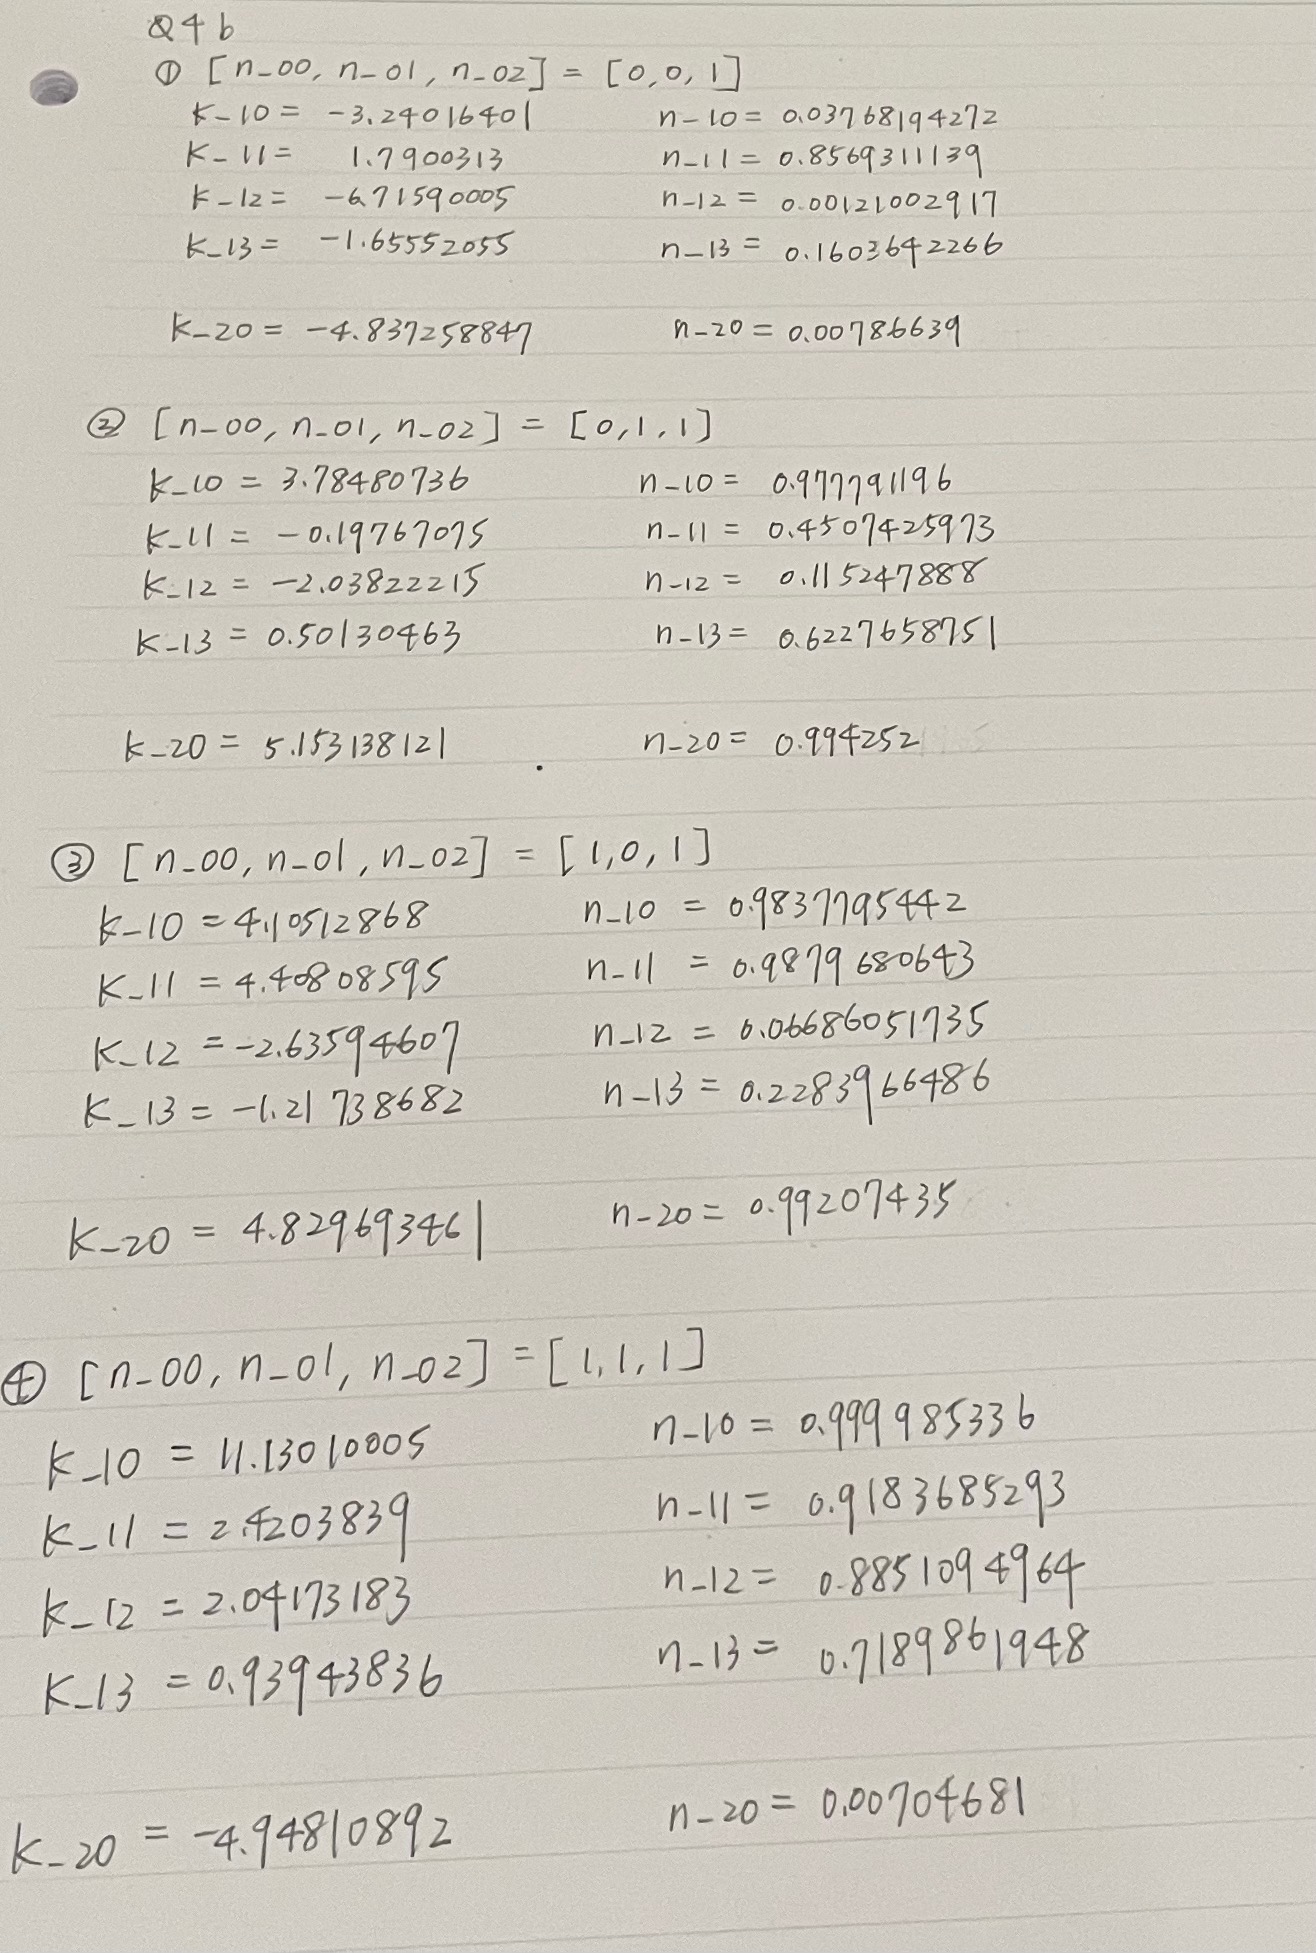 Q4b
① [n_00, n_01, n_02] = [0,0,1]
k_10 = -3.24016401 n_10 = 0.03768194272
k_11 = 1.7900313 n_11 = 0.8569311139
k_12 = -6.71590005 n_12 = 0.00121002917
k_13 = -1.65552055 n_13 = 0.1603642266
k_20 = -4.837258847 n_20 = 0.00786639
② [n_00, n_01, n_02] = [0,1,1]
k_10 = 3.78480736 n_10 = 0.977791196
k_11 = -0.19767075 n_11 = 0.4507425973
k_12 = -2.03822215 n_12 = 0.115247888
k_13 = 0.50130463 n_13 = 0.6227658751
k_20 = 5.153138121 n_20 = 0.994252
③ [n_00, n_01, n_02] = [1,0,1]
k_10 = 4.10512868 n_10 = 0.9837795442
k_11 = 4.40808595 n_11 = 0.9879680643
k_12 = -2.63594607 n_12 = 0.06686051735
k_13 = -1.21738682 n_13 = 0.2283966486
k_20 = 4.829693461 n_20 = 0.99207435
④ [n_00, n_01, n_02] = [1,1,1]
k_10 = 11.13010005 n_10 = 0.999985336
k_11 = 2.4203839 n_11 = 0.9183685293
k_12 = 2.04173183 n_12 = 0.8851094964
k_13 = 0.93943836 n_13 = 0.7189861948
k_20 = -4.94810892 n_20 = 0.00704681